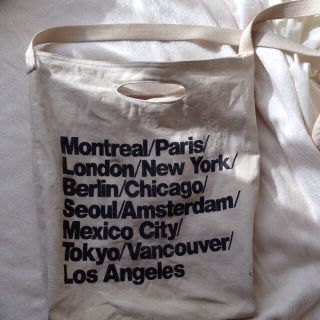 Montreal/Paris/
London/New York/
Berlin/Chicago/
Seoul/Amsterdam/
Mexico City/
Tokyo/Vancouver/
Los Angeles